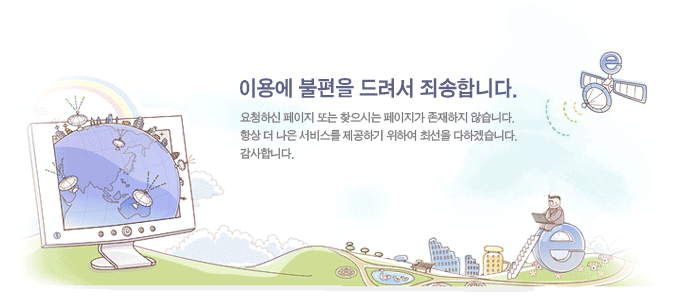 e
이용에 불편을 드려서 죄송합니다.
요청하신 페이지 또는 찾으시는 페이지가 존재하지 않습니다.
항상 더 나은 서비스를 제공하기 위하여 최선을 다하겠습니다.
감사합니다.
e